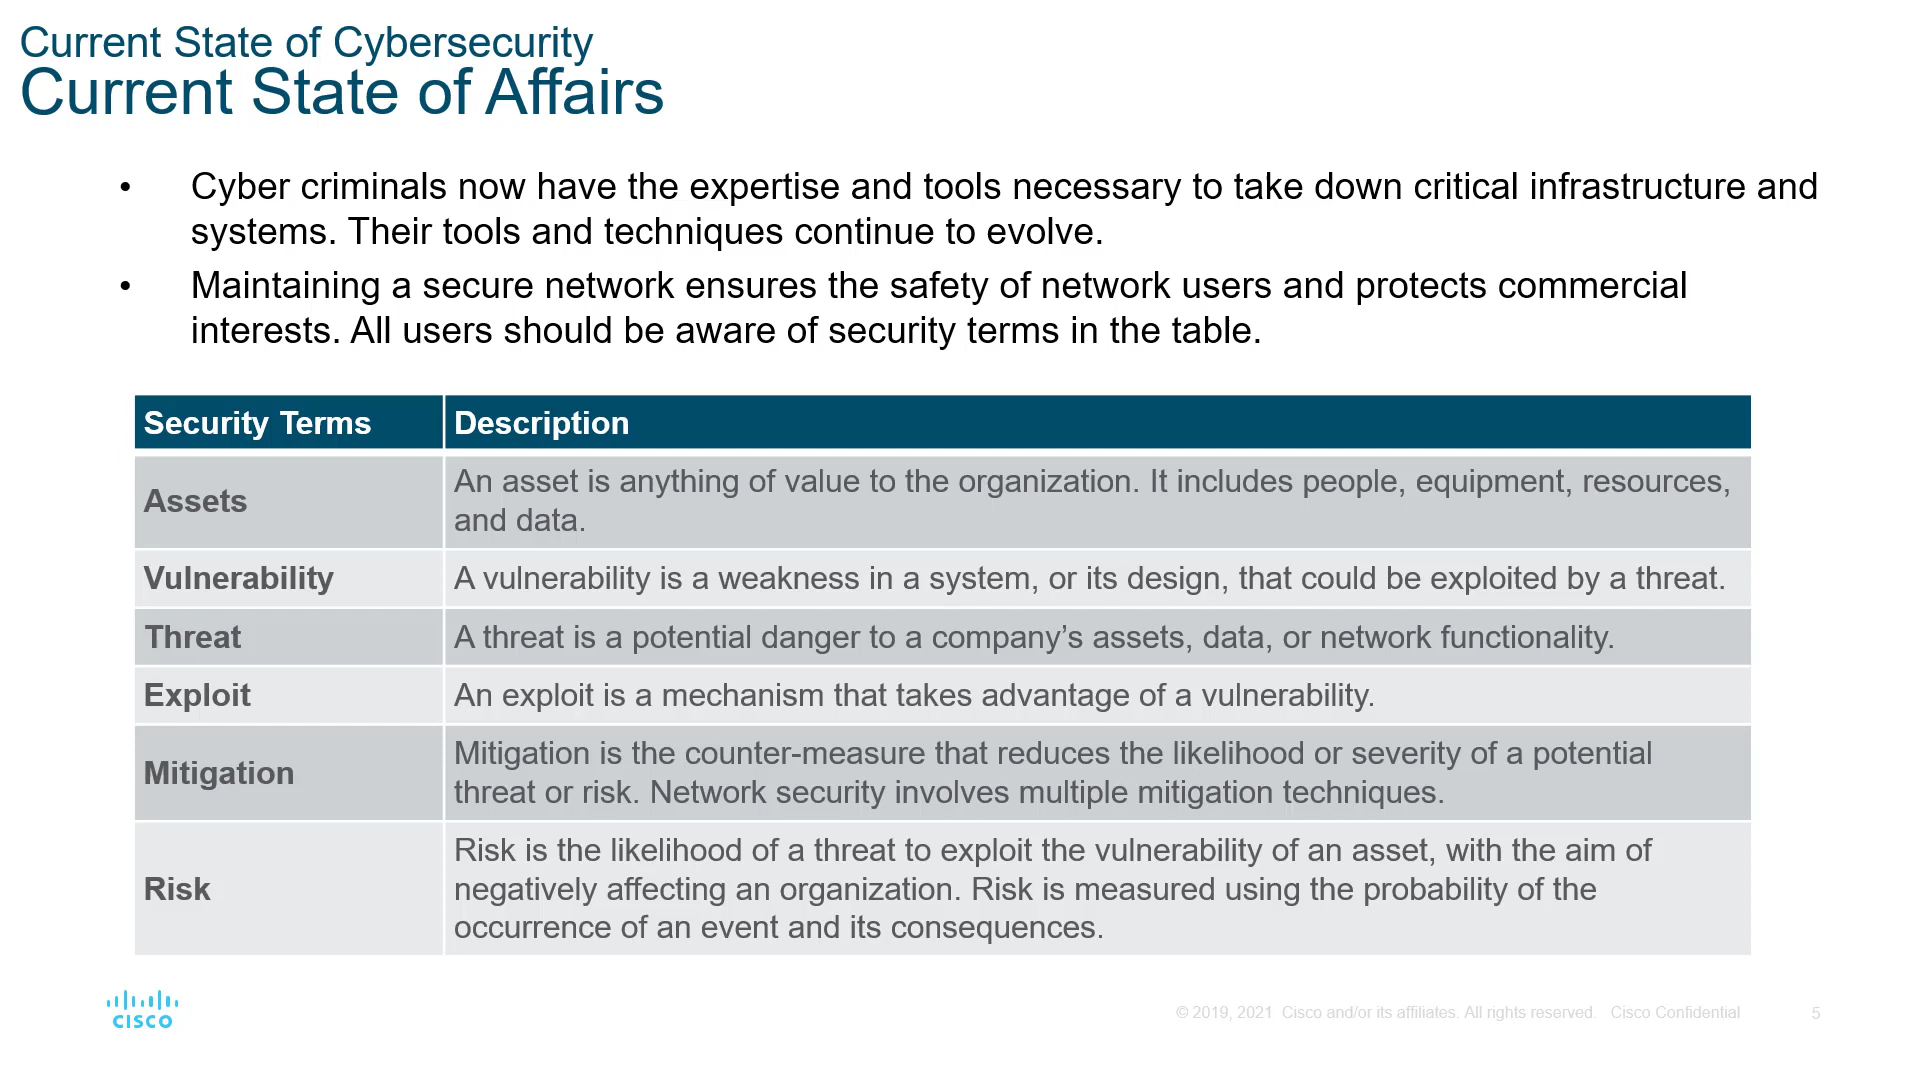 Current State of Cybersecurity
Current State of Affairs
• Cyber criminals now have the expertise and tools necessary to take down critical infrastructure and
systems. Their tools and techniques continue to evolve.
• Maintaining a secure network ensures the safety of network users and protects commercial
interests. All users should be aware of security terms in the table.
Security Terms Description
Assets An asset is anything of value to the organization. It includes people, equipment, resources,
and data.
Vulnerability A vulnerability is a weakness in a system, or its design, that could be exploited by a threat.
Threat A threat is a potential danger to a company’s assets, data, or network functionality.
Exploit An exploit is a mechanism that takes advantage of a vulnerability.
Mitigation Mitigation is the counter-measure that reduces the likelihood or severity of a potential
threat or risk. Network security involves multiple mitigation techniques.
Risk Risk is the likelihood of a threat to exploit the vulnerability of an asset, with the aim of
negatively affecting an organization. Risk is measured using the probability of the
occurrence of an event and its consequences.
CISCO
© 2019, 2021 Cisco and/or its affiliates. All rights reserved. Cisco Confidential 5